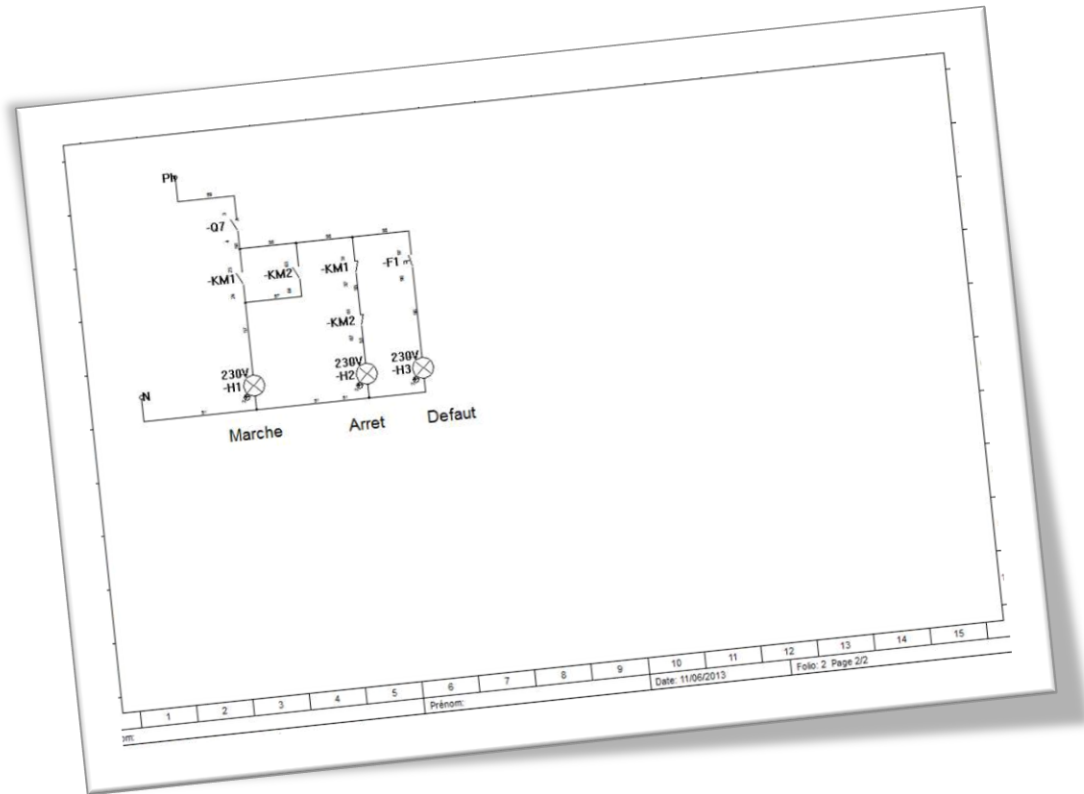 Ph
-Q7
-KM1 -KM2 -KM1 -F1
-KM2
230V 230V 230V
-H1 -H2 -H3
N
Marche Arret Defaut
1 2 3 4 5 6 7 8 9 10 11 12 13 14 15
Prénom: Date: 11/06/2013 Folio: 2 Page 2/2